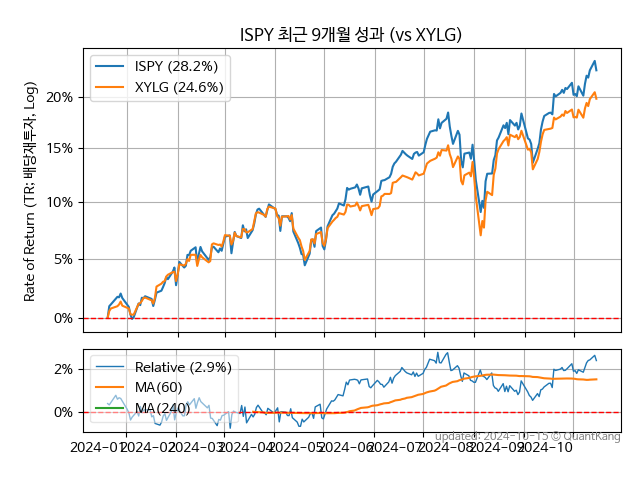 ISPY 최근 9개월 성과 (vs XYLG)
ISPY (28.2%)
XYLG (24.6%)
20%
15%
10%
5%
0%
Rate of Return (TR: 배당재투자, Log)
Relative (2.9%)
MA(60)
MA(240)
2%
0%
updated: 2024-10-15 © QuantKang
2024-01 2024-02 2024-03 2024-04 2024-05 2024-06 2024-07 2024-08 2024-09 2024-10